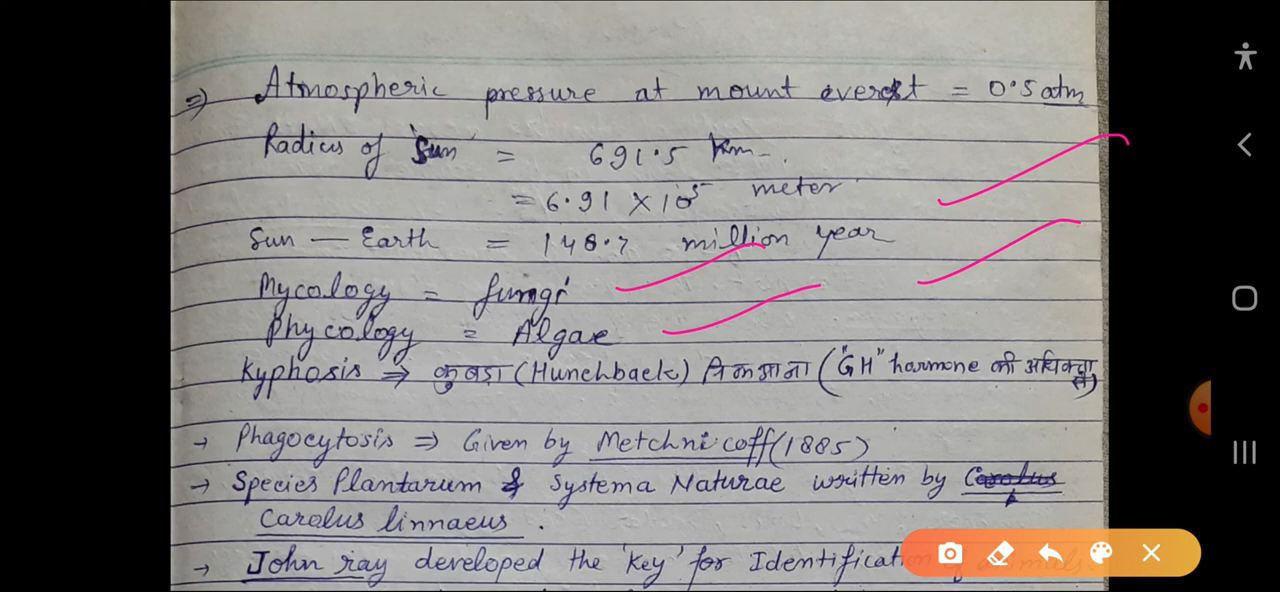 ⇒) Atmospheric pressure at mount everest = 0.5 atm
Radius of Sun = 691.5 km.
= 6.91 × 10⁵ meter
Sun — Earth = 148.7 million year
Mycology = fungi
Phycology = Algae
Kyphosis ⇒ कुबड़ा (Hunchback) निकलना ("GH" harmone की अधिकता से)
→ Phagocytosis ⇒ Given by Metchnicoff (1885)
→ Species Plantarum & Systema Naturae written by
Carolus linnaeus.
→ John ray developed the 'Key' for Identification of